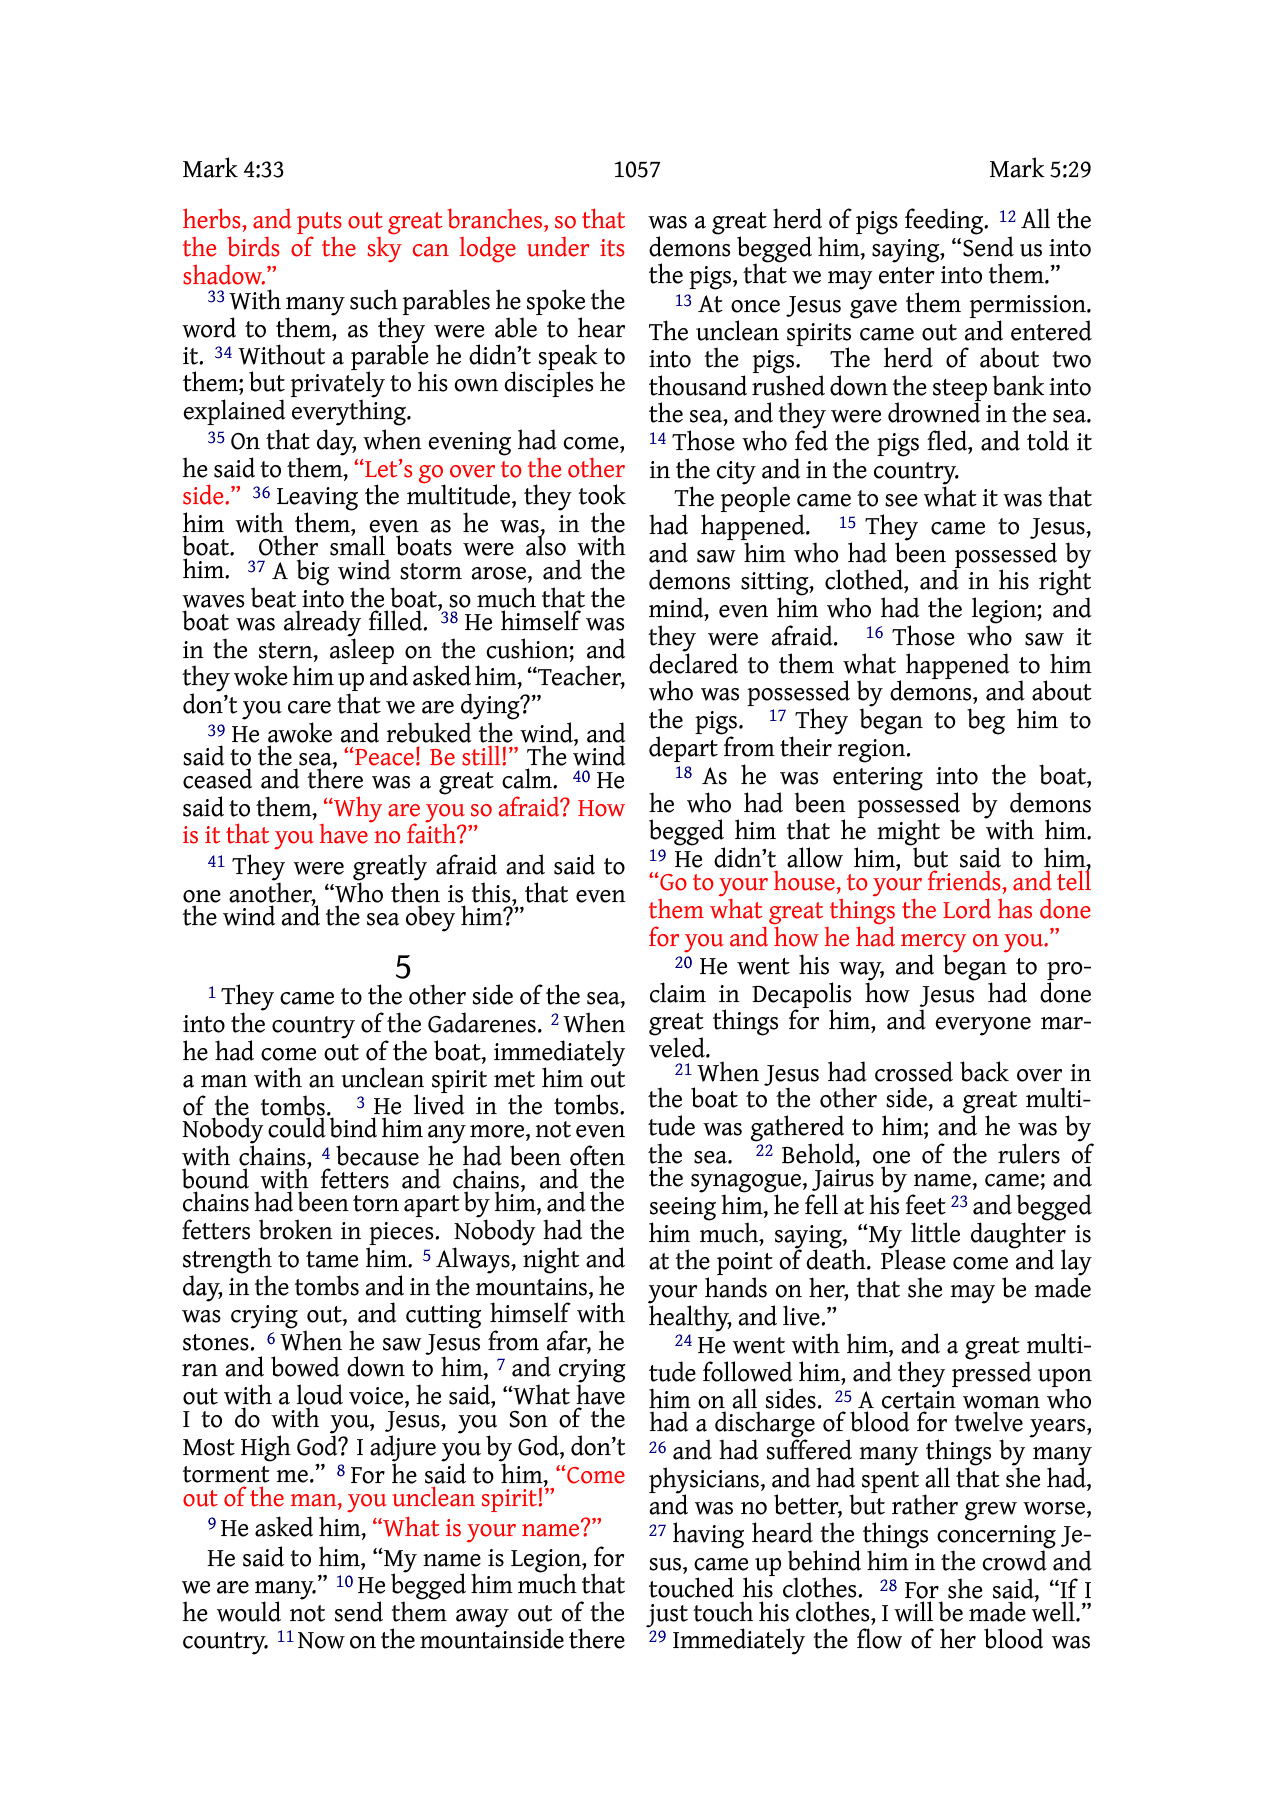 Mark 4:33
1057
Mark 5:29
herbs, and puts out great branches, so that
the birds of the sky can lodge under its
shadow.”
33 With many such parables he spoke the
word to them, as they were able to hear
it. 34 Without a parable he didn’t speak to
them; but privately to his own disciples he
explained everything.
35 On that day, when evening had come,
he said to them, “Let’s go over to the other
side.” 36 Leaving the multitude, they took
him with them, even as he was, in the
boat. Other small boats were also with
him. 37 A big wind storm arose, and the
waves beat into the boat, so much that the
boat was already filled. 38 He himself was
in the stern, asleep on the cushion; and
they woke him up and asked him, “Teacher,
don’t you care that we are dying?”
39 He awoke and rebuked the wind, and
said to the sea, “Peace! Be still!” The wind
ceased and there was a great calm. 40 He
said to them, “Why are you so afraid? How
is it that you have no faith?”
41 They were greatly afraid and said to
one another, “Who then is this, that even
the wind and the sea obey him?”
5
1 They came to the other side of the sea,
into the country of the Gadarenes. 2 When
he had come out of the boat, immediately
a man with an unclean spirit met him out
of the tombs. 3 He lived in the tombs.
Nobody could bind him any more, not even
with chains, 4 because he had been often
bound with fetters and chains, and the
chains had been torn apart by him, and the
fetters broken in pieces. Nobody had the
strength to tame him. 5 Always, night and
day, in the tombs and in the mountains, he
was crying out, and cutting himself with
stones. 6 When he saw Jesus from afar, he
ran and bowed down to him, 7 and crying
out with a loud voice, he said, “What have
I to do with you, Jesus, you Son of the
Most High God? I adjure you by God, don’t
torment me.” 8 For he said to him, “Come
out of the man, you unclean spirit!”
9 He asked him, “What is your name?”
He said to him, “My name is Legion, for
we are many.” 10 He begged him much that
he would not send them away out of the
country. 11 Now on the mountainside there
was a great herd of pigs feeding. 12 All the
demons begged him, saying, “Send us into
the pigs, that we may enter into them.”
13 At once Jesus gave them permission.
The unclean spirits came out and entered
into the pigs. The herd of about two
thousand rushed down the steep bank into
the sea, and they were drowned in the sea.
14 Those who fed the pigs fled, and told it
in the city and in the country.
The people came to see what it was that
had happened. 15 They came to Jesus,
and saw him who had been possessed by
demons sitting, clothed, and in his right
mind, even him who had the legion; and
they were afraid. 16 Those who saw it
declared to them what happened to him
who was possessed by demons, and about
the pigs. 17 They began to beg him to
depart from their region.
18 As he was entering into the boat,
he who had been possessed by demons
begged him that he might be with him.
19 He didn’t allow him, but said to him,
“Go to your house, to your friends, and tell
them what great things the Lord has done
for you and how he had mercy on you.”
20 He went his way, and began to pro-
claim in Decapolis how Jesus had done
great things for him, and everyone mar-
veled.
21 When Jesus had crossed back over in
the boat to the other side, a great multi-
tude was gathered to him; and he was by
the sea. 22 Behold, one of the rulers of
the synagogue, Jairus by name, came; and
seeing him, he fell at his feet 23 and begged
him much, saying, “My little daughter is
at the point of death. Please come and lay
your hands on her, that she may be made
healthy, and live.”
24 He went with him, and a great multi-
tude followed him, and they pressed upon
him on all sides. 25 A certain woman who
had a discharge of blood for twelve years,
26 and had suffered many things by many
physicians, and had spent all that she had,
and was no better, but rather grew worse,
27 having heard the things concerning Je-
sus, came up behind him in the crowd and
touched his clothes. 28 For she said, “If I
just touch his clothes, I will be made well.”
29 Immediately the flow of her blood was